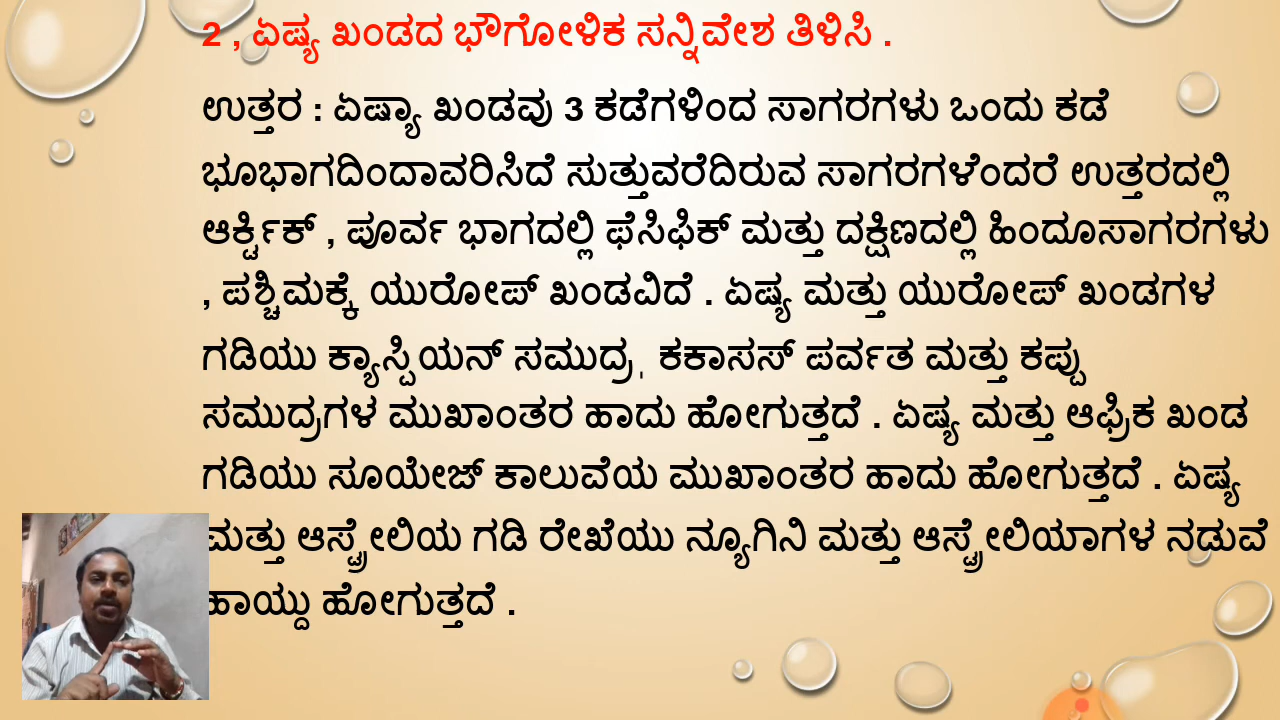 2 , ಏಷ್ಯ ಖಂಡದ ಭೌಗೋಳಿಕ ಸನ್ನಿವೇಶ ತಿಳಿಸಿ .
ಉತ್ತರ : ಏಷ್ಯಾ ಖಂಡವು 3 ಕಡೆಗಳಿಂದ ಸಾಗರಗಳು ಒಂದು ಕಡೆ
ಭೂಭಾಗದಿಂದಾವರಿಸಿದೆ ಸುತ್ತುವರೆದಿರುವ ಸಾಗರಗಳೆಂದರೆ ಉತ್ತರದಲ್ಲಿ
ಆರ್ಕ್ಟಿಕ್ , ಪೂರ್ವ ಭಾಗದಲ್ಲಿ ಫೆಸಿಫಿಕ್ ಮತ್ತು ದಕ್ಷಿಣದಲ್ಲಿ ಹಿಂದೂಸಾಗರಗಳು
, ಪಶ್ಚಿಮಕ್ಕೆ ಯುರೋಪ್ ಖಂಡವಿದೆ . ಏಷ್ಯ ಮತ್ತು ಯುರೋಪ್ ಖಂಡಗಳ
ಗಡಿಯು ಕ್ಯಾಸ್ಪಿಯನ್ ಸಮುದ್ರ , ಕಕಾಸಸ್ ಪರ್ವತ ಮತ್ತು ಕಪ್ಪು
ಸಮುದ್ರಗಳ ಮುಖಾಂತರ ಹಾದು ಹೋಗುತ್ತದೆ . ಏಷ್ಯ ಮತ್ತು ಆಫ್ರಿಕ ಖಂಡ
ಗಡಿಯು ಸೂಯೇಜ್ ಕಾಲುವೆಯ ಮುಖಾಂತರ ಹಾದು ಹೋಗುತ್ತದೆ . ಏಷ್ಯ
ಮತ್ತು ಆಸ್ಟ್ರೇಲಿಯ ಗಡಿ ರೇಖೆಯು ನ್ಯೂಗಿನಿ ಮತ್ತು ಆಸ್ಟ್ರೇಲಿಯಾಗಳ ನಡುವೆ
ಹಾಯ್ದು ಹೋಗುತ್ತದೆ .